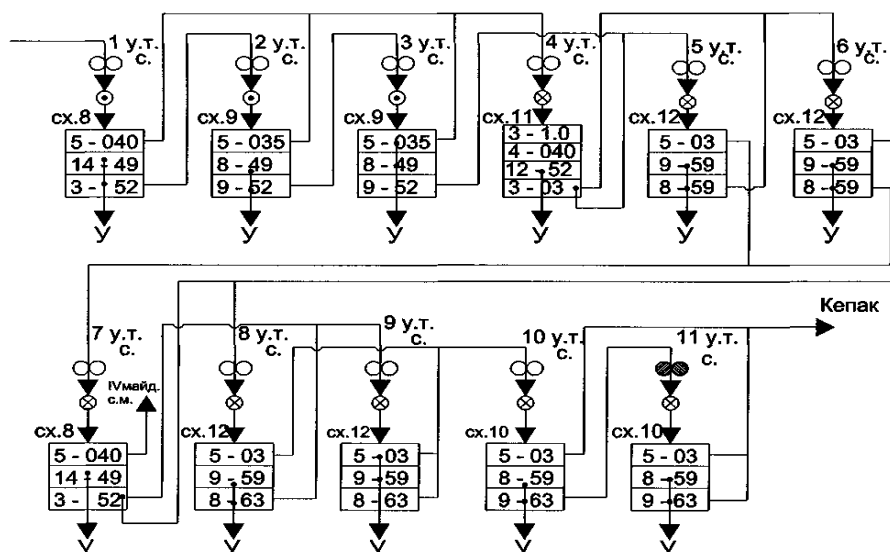 1 у.т.с.
2 у.т.с.
3 у.т.с.
4 у.т.с.
5 у.т.с.
6 у.т.с.
сх.8
5 - 040
14 - 49
3 - 52
У
сх.9
5 - 035
8 - 49
9 - 52
У
сх.9
5 - 035
8 - 49
9 - 52
У
сх.11
3 - 1.0
4 - 040
12 - 52
3 - 03
У
сх.12
5 - 03
9 - 59
8 - 59
У
сх.12
5 - 03
9 - 59
8 - 59
У
Кепак
7 у.т.с.
8 у.т.с.
9 у.т.с.
10 у.т.с.
11 у.т.с.
IVмайд.
с.м.
сх.8
5 - 040
14 - 49
3 - 52
У
сх.12
5 - 03
9 - 59
8 - 63
У
сх.12
5 - 03
9 - 59
8 - 63
У
сх.10
5 - 03
8 - 59
9 - 63
У
сх.10
5 - 03
8 - 59
9 - 63
У